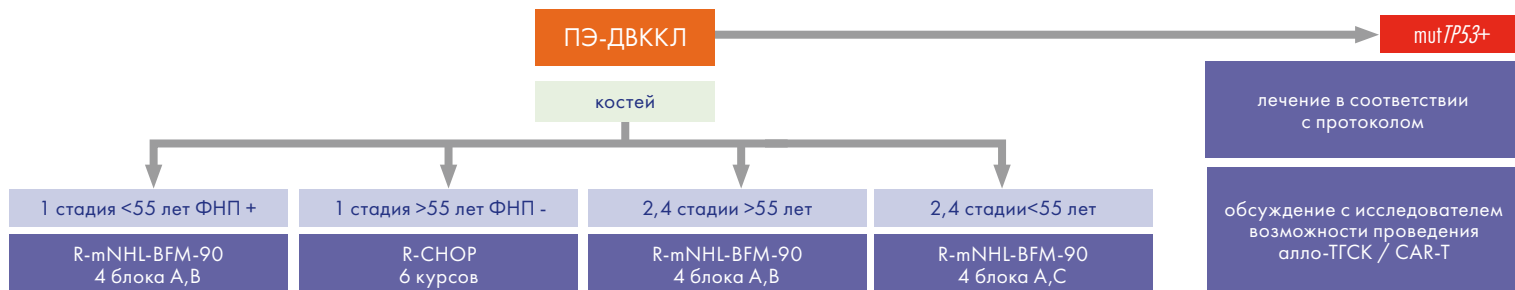 ПЭ-ДВККЛ
mutTP53+
костей
лечение в соответствии
с протоколом
1 стадия <55 лет ФНП +
1 стадия >55 лет ФНП -
2,4 стадии >55 лет
2,4 стадии<55 лет
R-mNHL-BFM-90
4 блока А,В
R-CHOP
6 курсов
R-mNHL-BFM-90
4 блока А,В
R-mNHL-BFM-90
4 блока А,С
обсуждение с исследователем
возможности проведения
алло-ТГСК / CAR-T